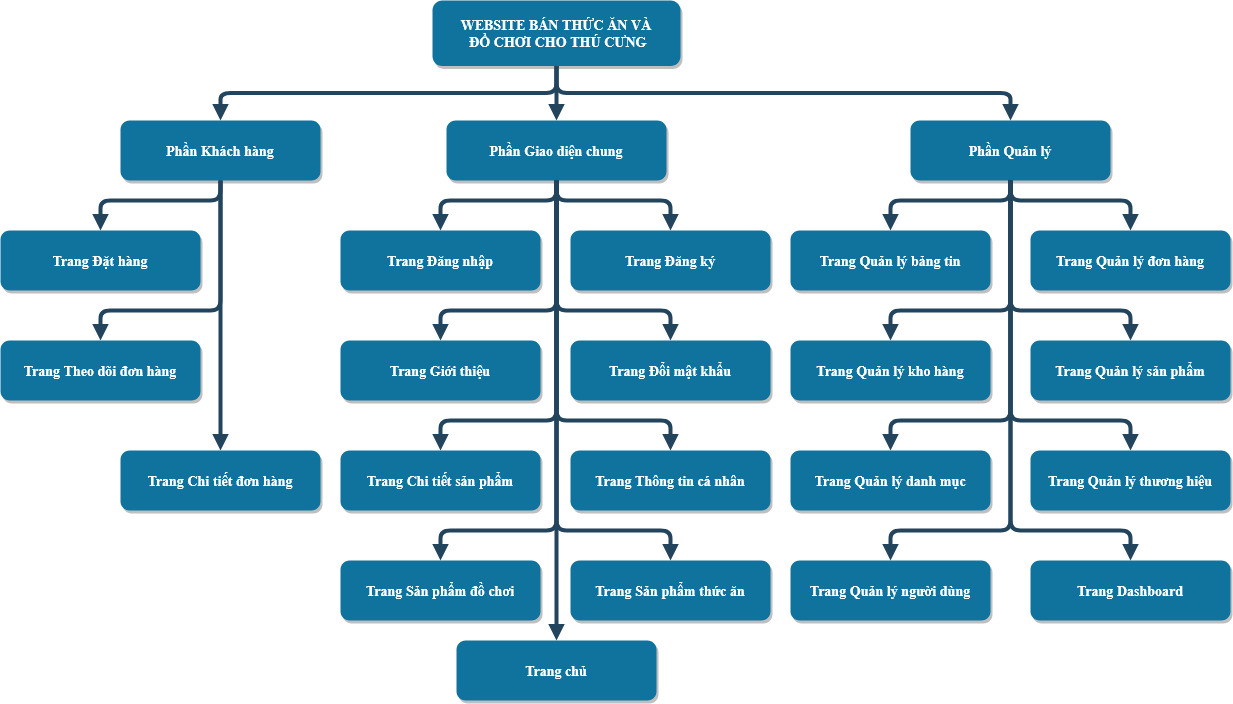 WEBSITE BÁN THỨC ĂN VÀ
ĐỒ CHƠI CHO THÚ CƯNG
Phần Khách hàng
Phần Giao diện chung
Phần Quản lý
Trang Đặt hàng
Trang Đăng nhập
Trang Đăng ký
Trang Quản lý bảng tin
Trang Quản lý đơn hàng
Trang Theo dõi đơn hàng
Trang Giới thiệu
Trang Đổi mật khẩu
Trang Quản lý kho hàng
Trang Quản lý sản phẩm
Trang Chi tiết đơn hàng
Trang Chi tiết sản phẩm
Trang Thông tin cá nhân
Trang Quản lý danh mục
Trang Quản lý thương hiệu
Trang Sản phẩm đồ chơi
Trang Sản phẩm thức ăn
Trang Quản lý người dùng
Trang Dashboard
Trang chủ